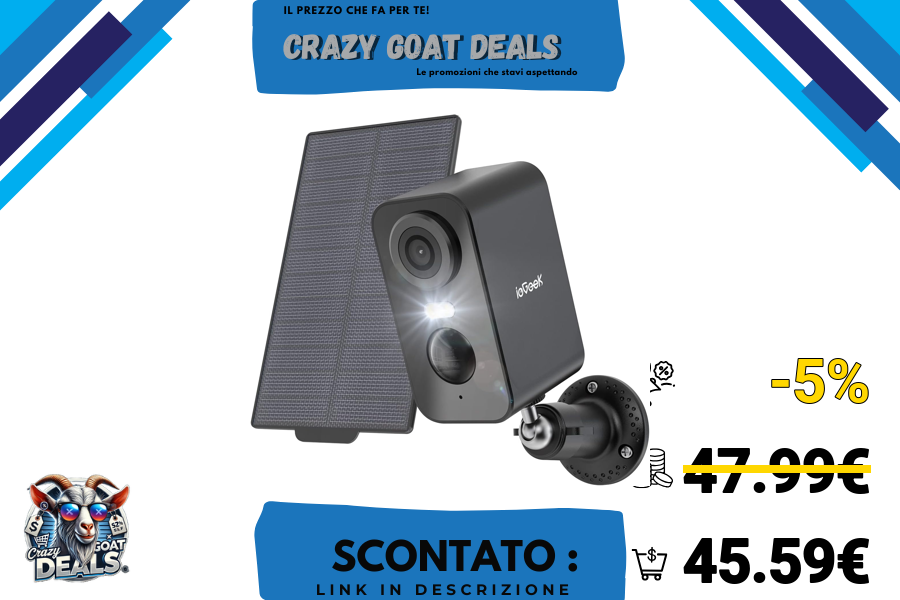 IL PREZZO CHE FA PER TE!
CRAZY GOAT DEALS
Le promozioni che stavi aspettando
ieGeek
-5%
47.99€
SCONTATO :
45.59€
LINK IN DESCRIZIONE
Crazy
GOAT
DEALS